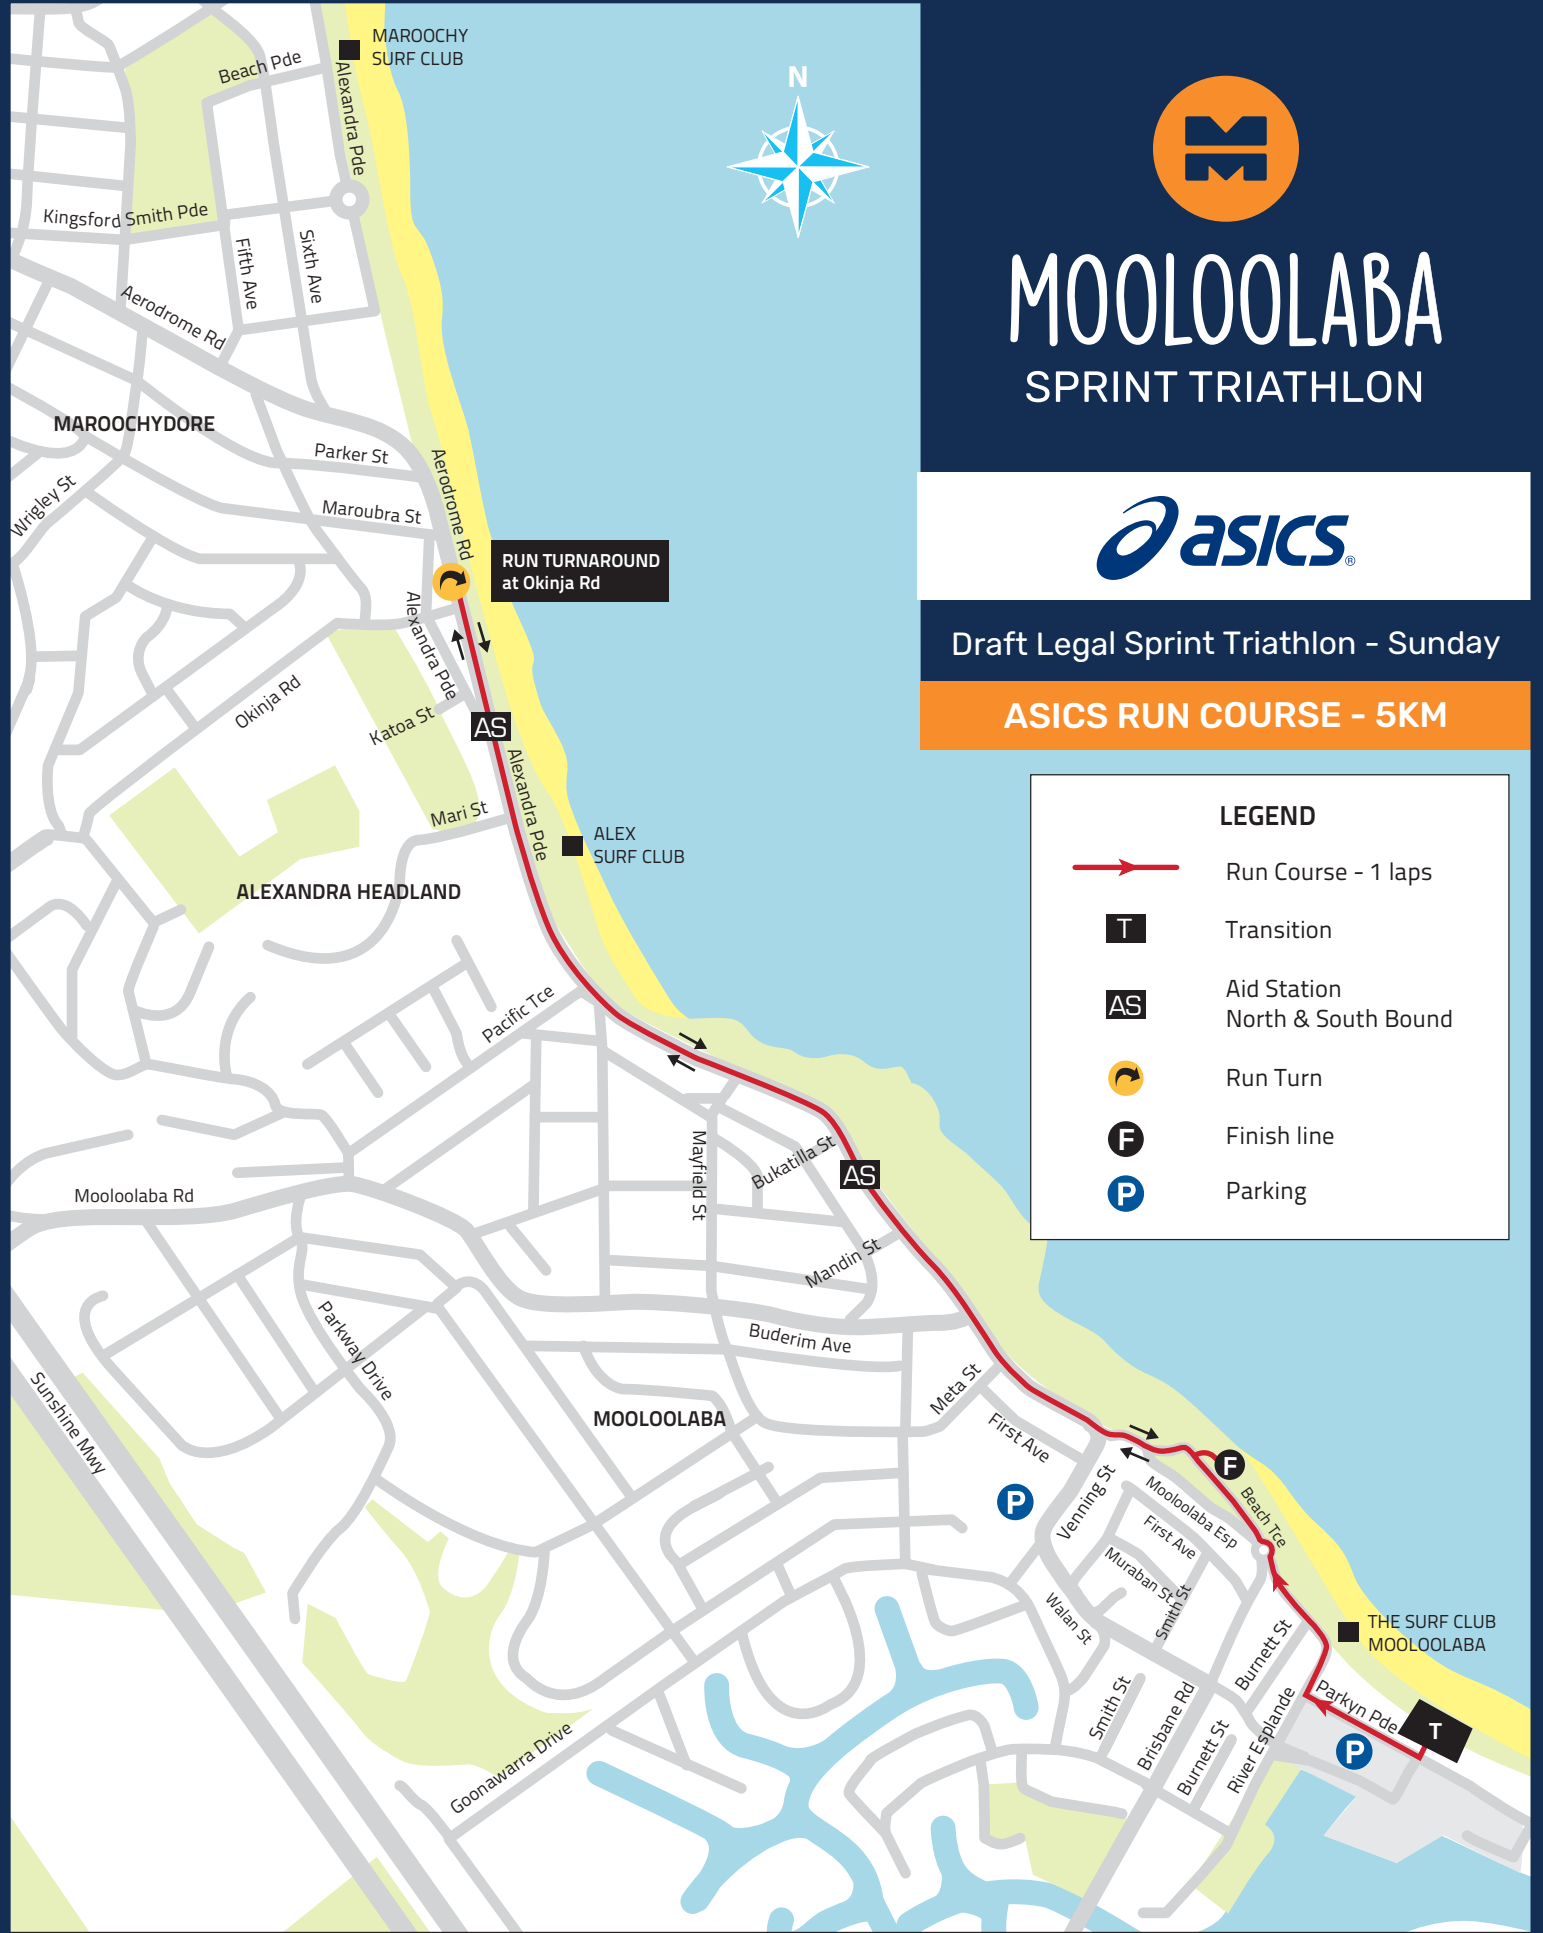 MAROOCHY
SURF CLUB
Beach Pde
Alexandra Pde
N
Kingsford Smith Pde
Fifth Ave
Sixth Ave
Aerodrome Rd
MAROOCHYDORE
Parker St
Aerodrome Rd
Wrigley St
Maroubra St
RUN TURNAROUND
at Okinja Rd
Alexandra Pde
Okinja Rd
Katoa St
AS
Alexandra Pde
Mari St
ALEX
SURF CLUB
ALEXANDRA HEADLAND
Pacific Tce
Mayfield St
Bukatilla St
AS
Mooloolaba Rd
Mandin St
Parkway Drive
Buderim Ave
Sunshine Mwy
Meta St
MOOLOOLABA
First Ave
P
Venning St
F
Beach Tce
Mooloolaba Esp
First Ave
Muraban St
Smith St
Walan St
THE SURF CLUB
MOOLOOLABA
Burnett St
Smith St
Brisbane Rd
Burnett St
River Esplande
Parkyn Pde
T
P
Goonawarra Drive
M
MOOLOOLABA
SPRINT TRIATHLON
asics®
Draft Legal Sprint Triathlon - Sunday
ASICS RUN COURSE - 5KM
LEGEND
Run Course - 1 laps
T Transition
AS Aid Station
North & South Bound
Run Turn
F Finish line
P Parking